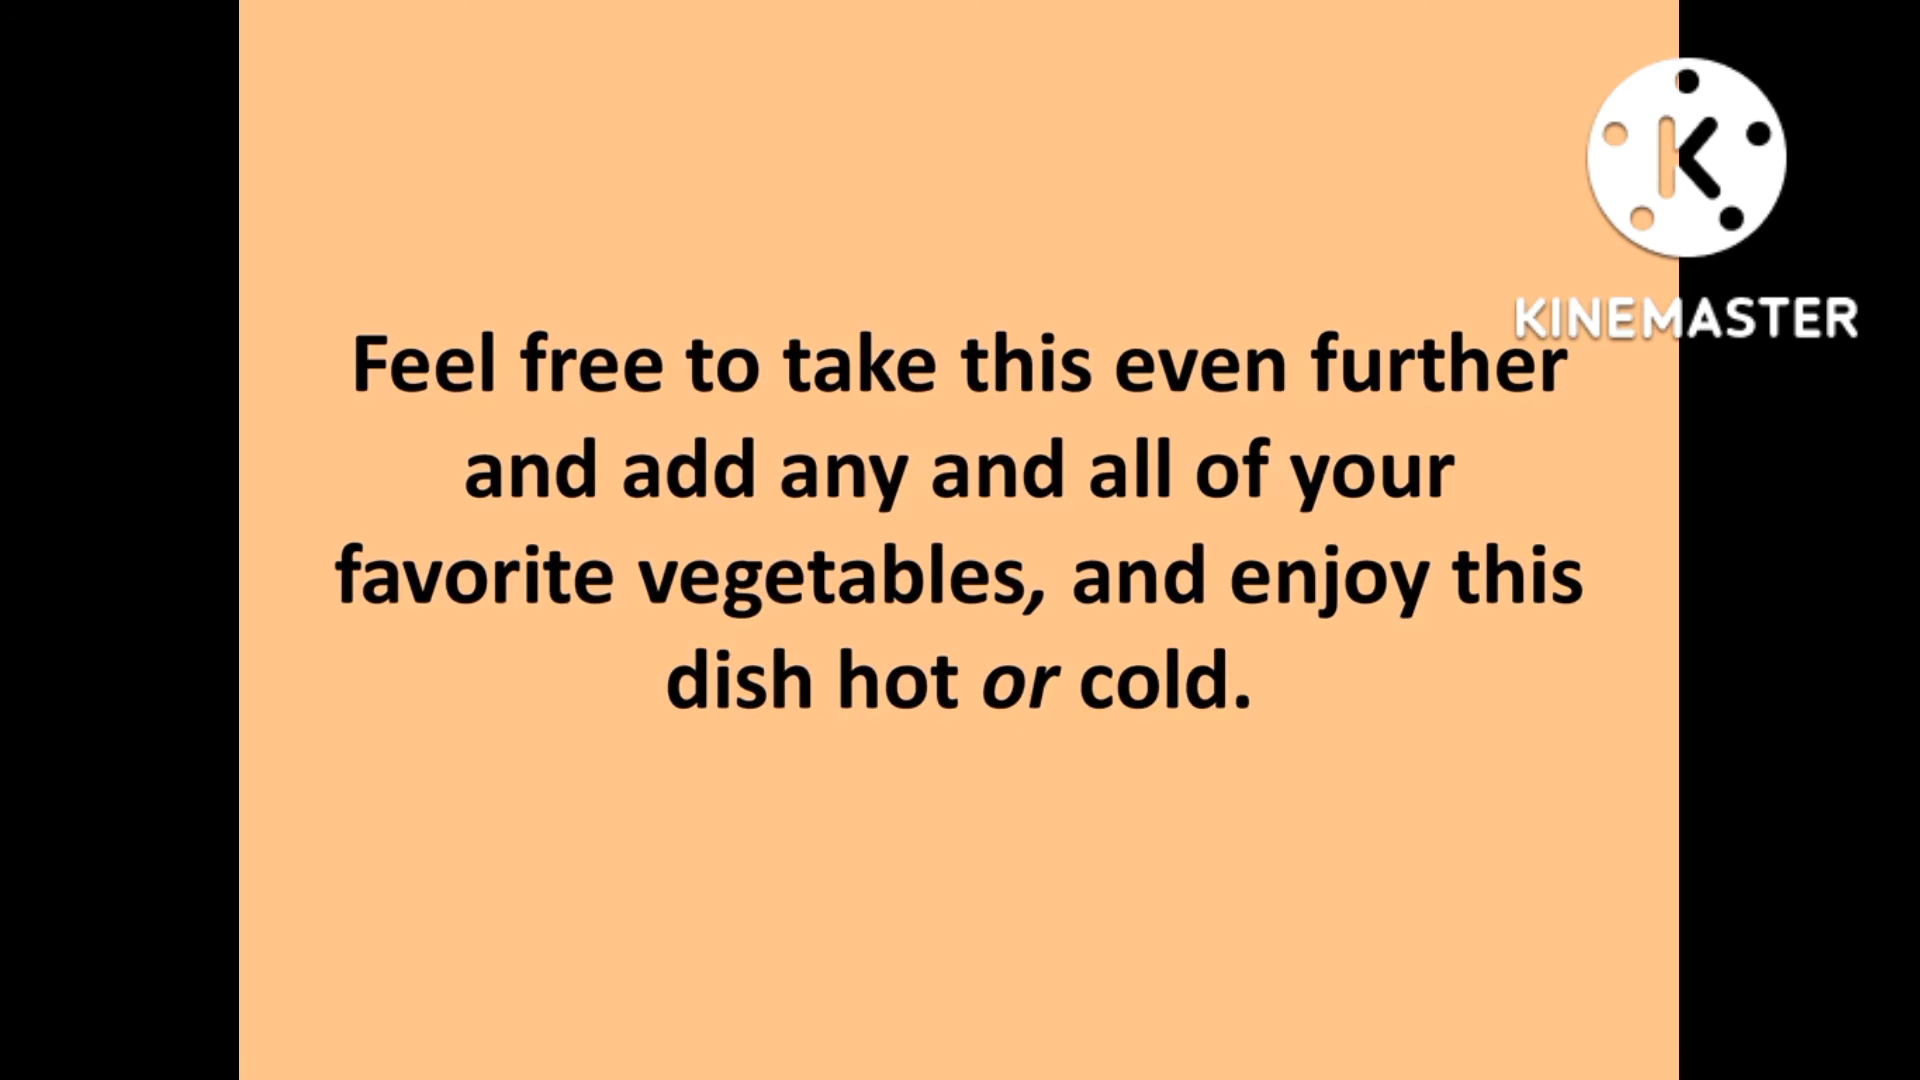 KINEMASTER
Feel free to take this even further
and add any and all of your
favorite vegetables, and enjoy this
dish hot or cold.